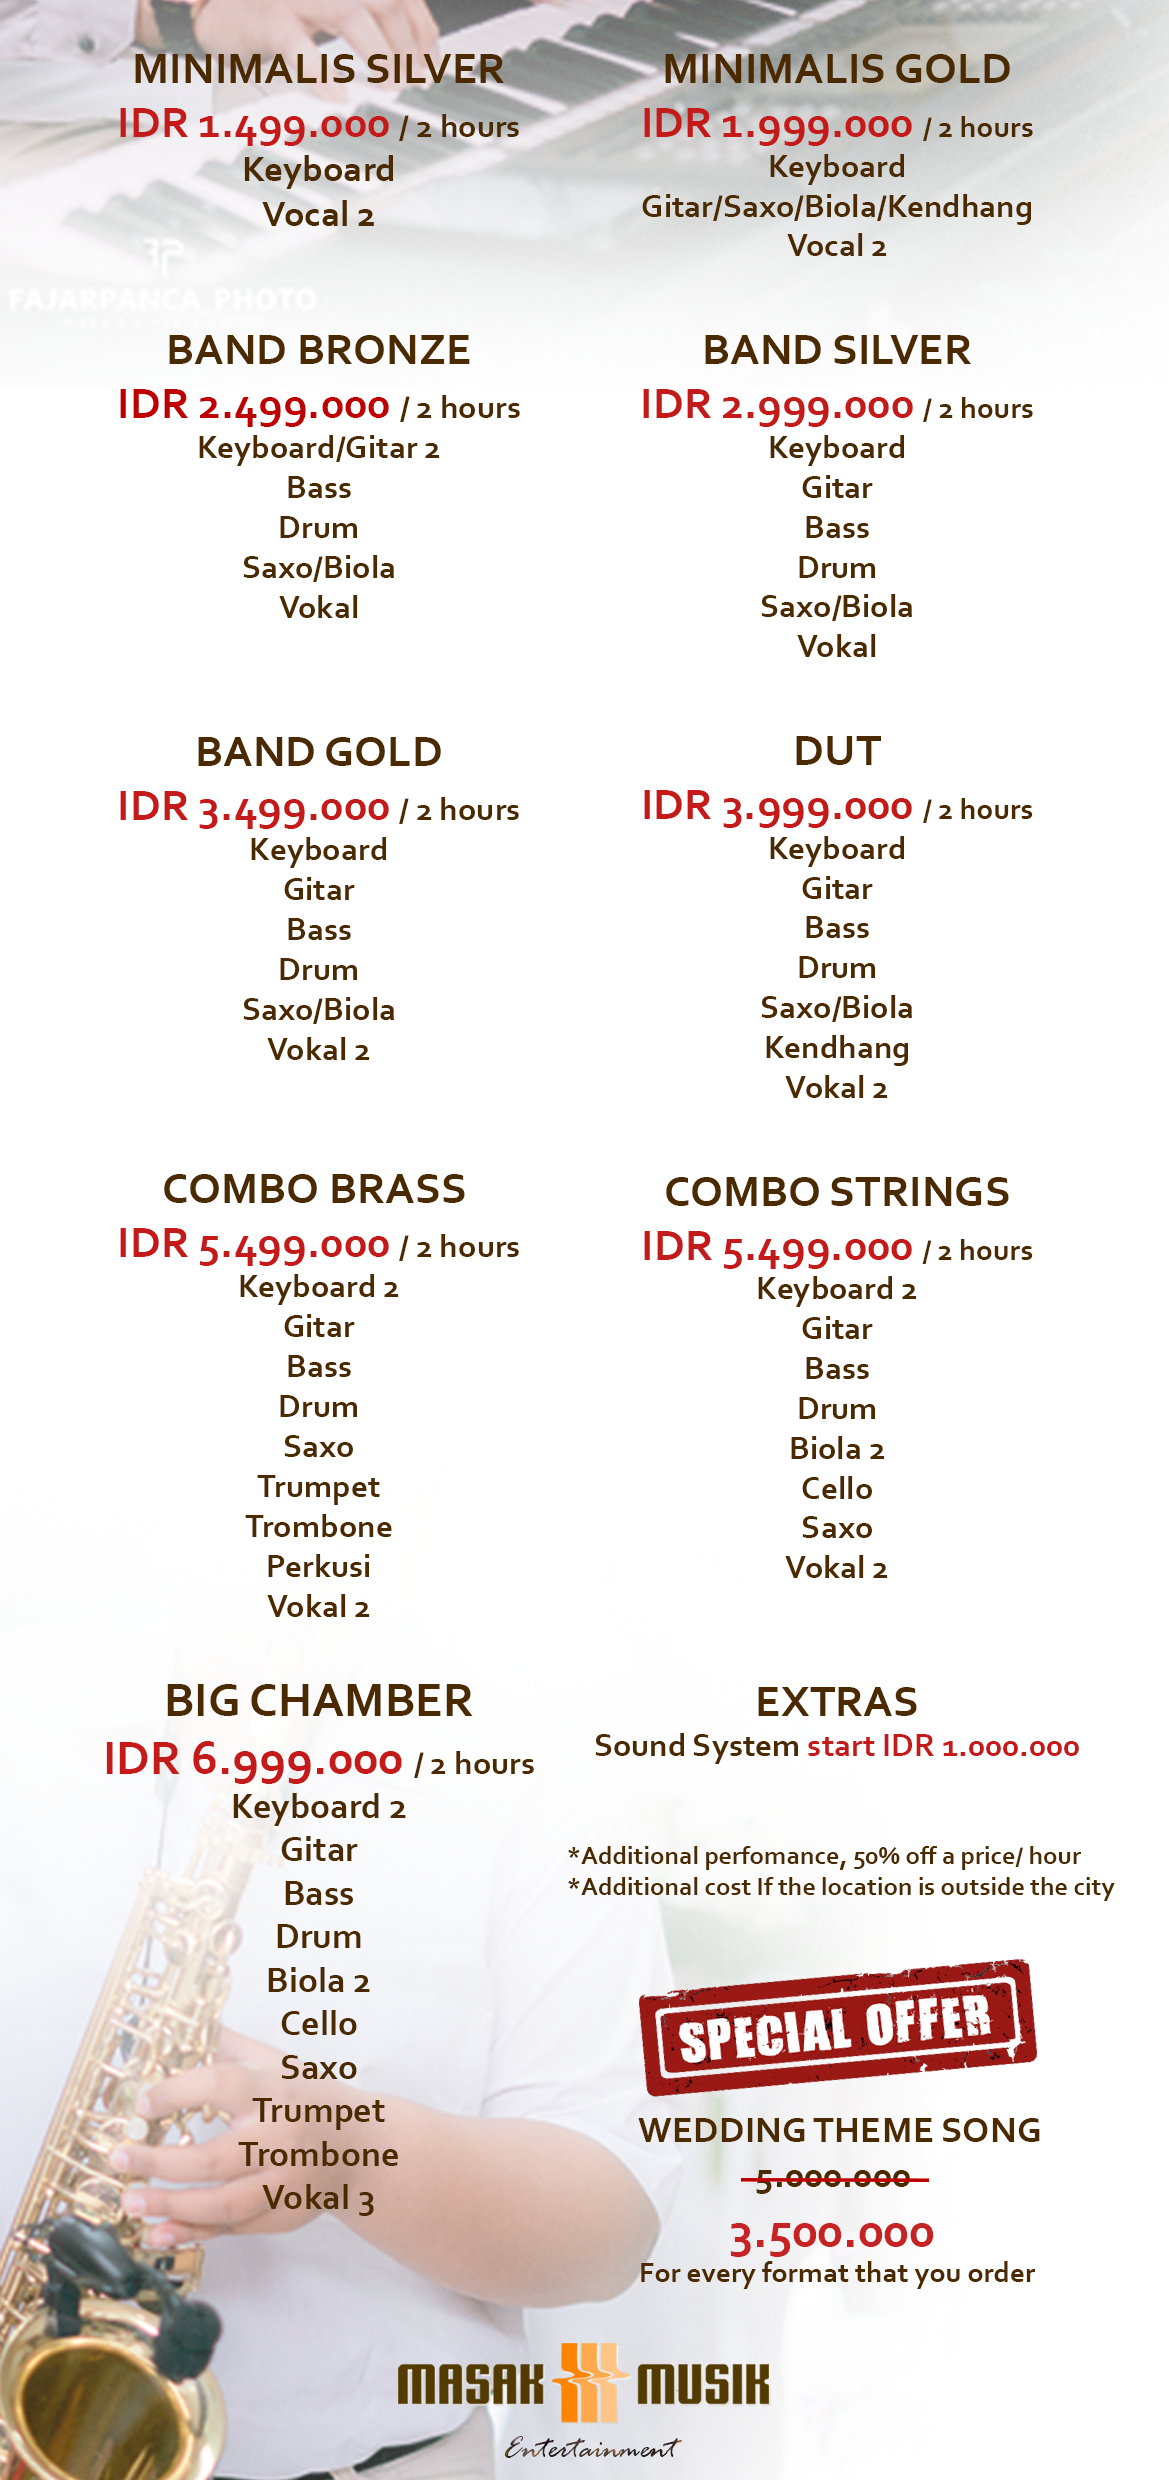 MINIMALIS SILVER
IDR 1.499.000 / 2 hours
Keyboard
Vocal 2
MINIMALIS GOLD
IDR 1.999.000 / 2 hours
Keyboard
Gitar/Saxo/Biola/Kendhang
Vocal 2
FP
FAJARPANCA PHOTO
BAND BRONZE
IDR 2.499.000 / 2 hours
Keyboard/Gitar 2
Bass
Drum
Saxo/Biola
Vokal
BAND SILVER
IDR 2.999.000 / 2 hours
Keyboard
Gitar
Bass
Drum
Saxo/Biola
Vokal
BAND GOLD
IDR 3.499.000 / 2 hours
Keyboard
Gitar
Bass
Drum
Saxo/Biola
Vokal 2
DUT
IDR 3.999.000 / 2 hours
Keyboard
Gitar
Bass
Drum
Saxo/Biola
Kendhang
Vokal 2
COMBO BRASS
IDR 5.499.000 / 2 hours
Keyboard 2
Gitar
Bass
Drum
Saxo
Trumpet
Trombone
Perkusi
Vokal 2
COMBO STRINGS
IDR 5.499.000 / 2 hours
Keyboard 2
Gitar
Bass
Drum
Biola 2
Cello
Saxo
Vokal 2
BIG CHAMBER
IDR 6.999.000 / 2 hours
Keyboard 2
Gitar
Bass
Drum
Biola 2
Cello
Saxo
Trumpet
Trombone
Vokal 3
EXTRAS
Sound System start IDR 1.000.000
*Additional perfomance, 50% off a price/ hour
*Additional cost If the location is outside the city
SPECIAL OFFER
WEDDING THEME SONG
5.000.000
3.500.000
For every format that you order
MASAK MUSIK
Entertainment